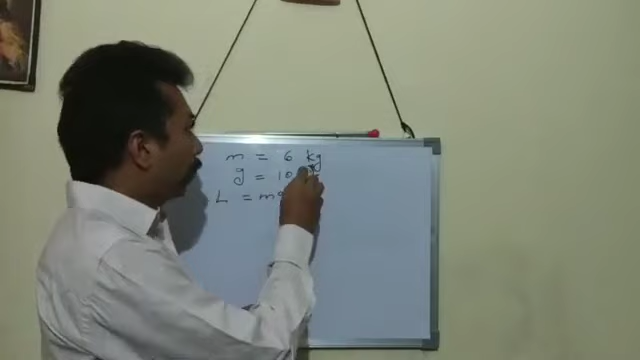 m = 6 kg
g = 10
L = m